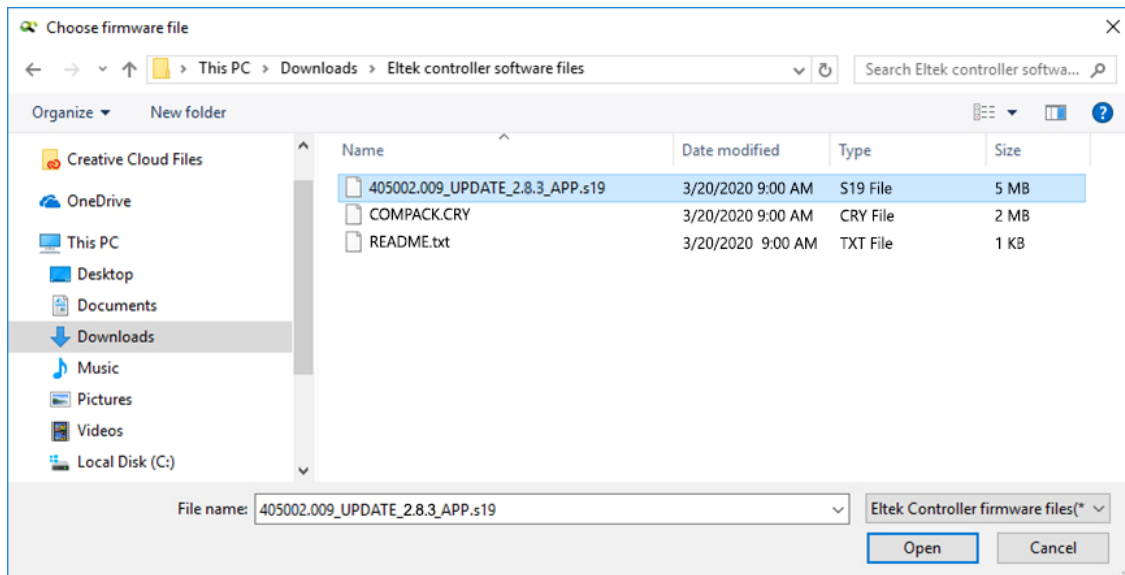 Choose firmware file
This PC > Downloads > Eltek controller software files
Search Eltek controller softwa...
Organize New folder
Creative Cloud Files
OneDrive
This PC
Desktop
Documents
Downloads
Music
Pictures
Videos
Local Disk (C:)
Name Date modified Type Size
405002.009_UPDATE_2.8.3_APP.s19 3/20/2020 9:00 AM S19 File 5 MB
COMPACK.CRY 3/20/2020 9:00 AM CRY File 2 MB
README.txt 3/20/2020 9:00 AM TXT File 1 KB
File name: 405002.009_UPDATE_2.8.3_APP.s19 Eltek Controller firmware files(*
Open Cancel